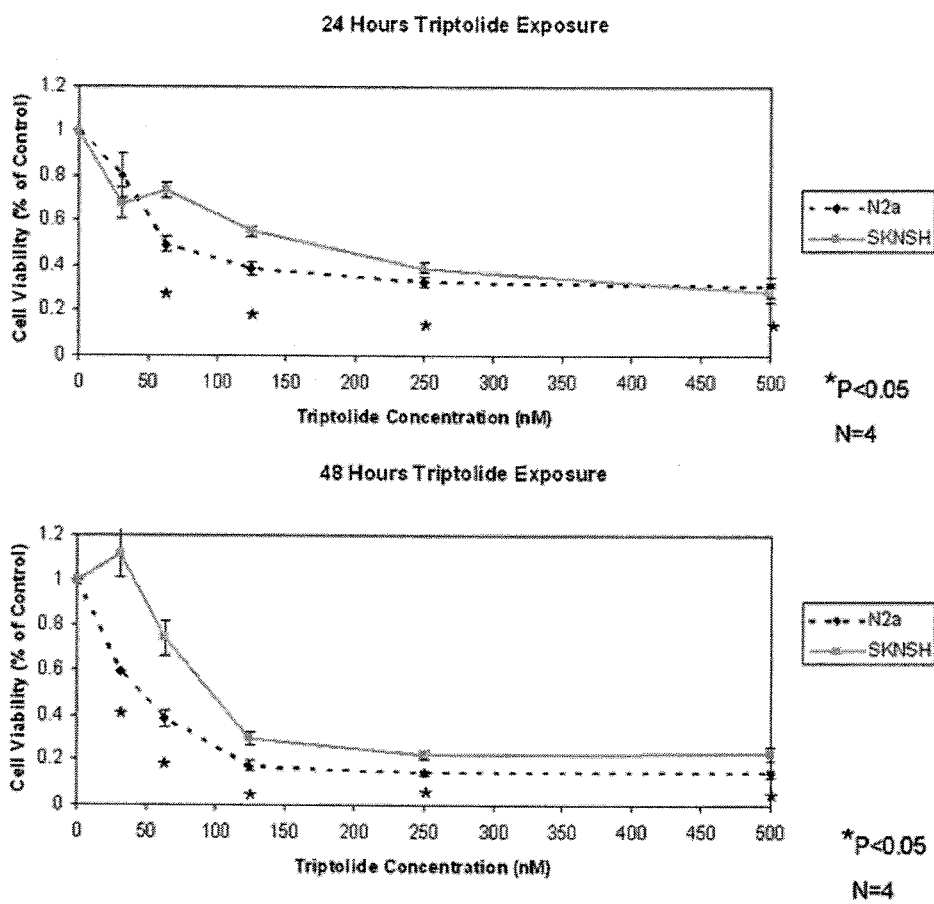 24 Hours Triptolide Exposure
Cell Viability (% of Control)
1.2
1
0.8
0.6
0.4
0.2
0
0 50 100 150 200 250 300 350 400 450 500
Triptolide Concentration (nM)
N2a
SKNSH
* * * *
*P<0.05
N=4
48 Hours Triptolide Exposure
Cell Viability (% of Control)
1.2
1
0.8
0.6
0.4
0.2
0
0 50 100 150 200 250 300 350 400 450 500
Triptolide Concentration (nM)
N2a
SKNSH
* * * * *
*P<0.05
N=4